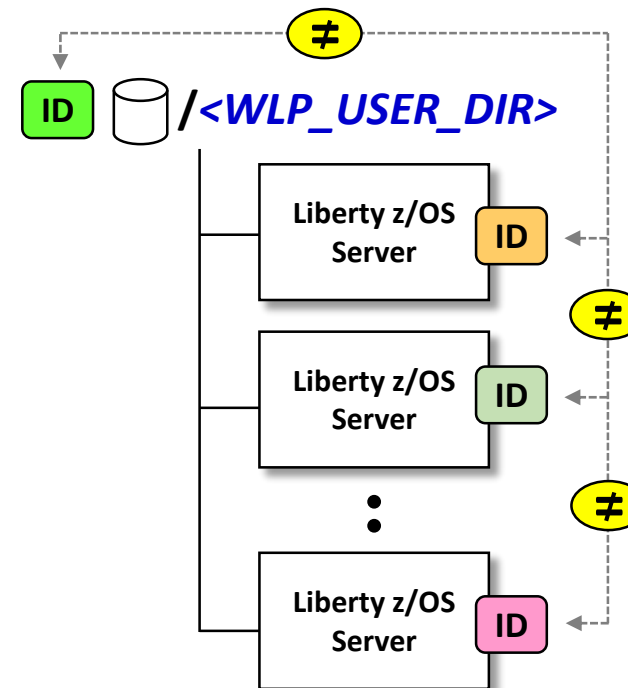 ≠
ID /<WLP_USER_DIR>
Liberty z/OS
Server
ID
≠
Liberty z/OS
Server
ID
≠
Liberty z/OS
Server
ID